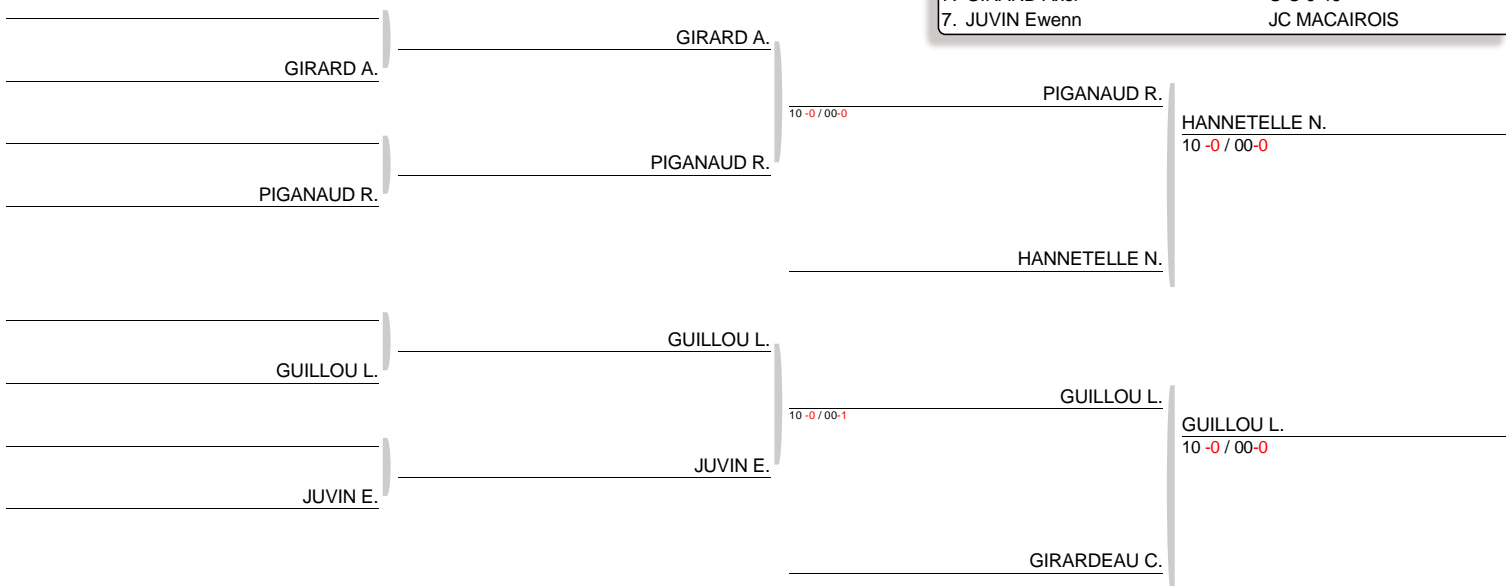 7. JUVIN Ewenn JC MACAIROIS
GIRARD A.
GIRARD A.
PIGANAUD R.
10 -0 / 00-0
HANNETELLE N.
10 -0 / 00-0
PIGANAUD R.
PIGANAUD R.
HANNETELLE N.
GUILLOU L.
GUILLOU L.
GUILLOU L.
10 -0 / 00-1
GUILLOU L.
10 -0 / 00-0
JUVIN E.
JUVIN E.
GIRARDEAU C.